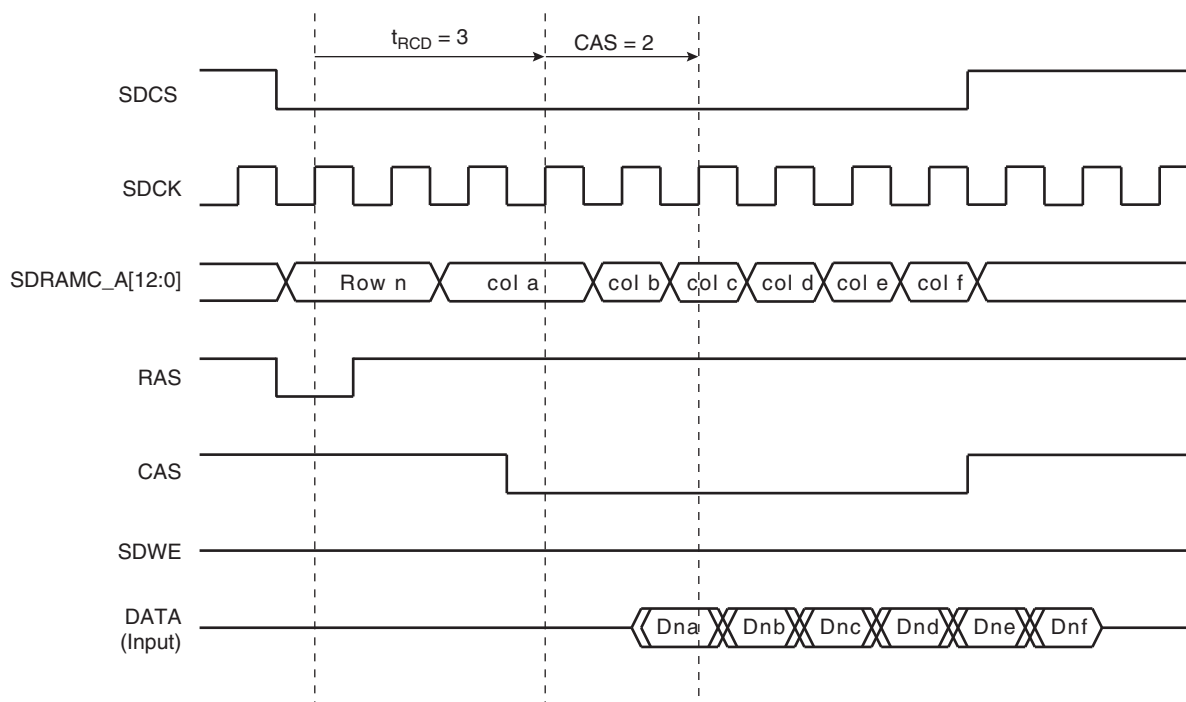 tRCD = 3
CAS = 2
SDCS
SDCK
SDRAMC_A[12:0]
Row n
col a
col b
col c
col d
col e
col f
RAS
CAS
SDWE
DATA
(Input)
Dna
Dnb
Dnc
Dnd
Dne
Dnf